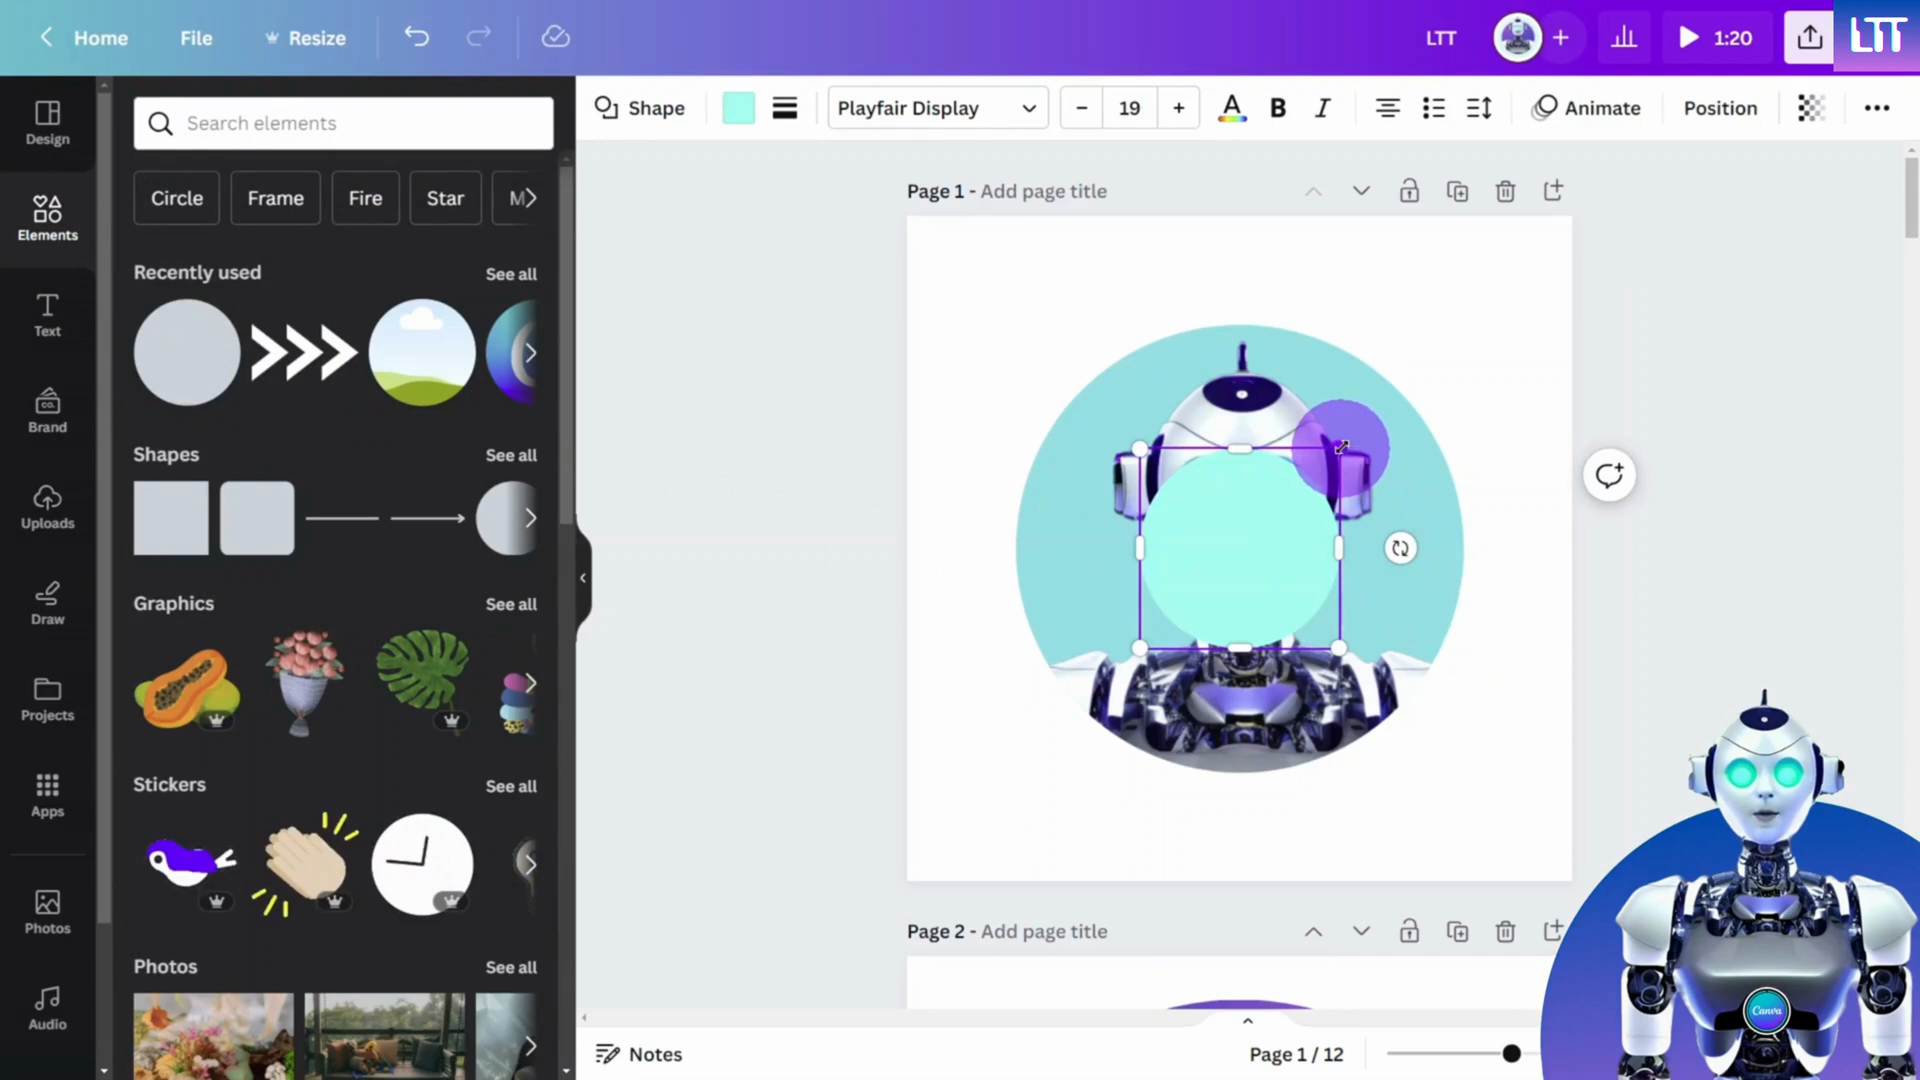 Home File Resize LTT + 1:20 LTT
Design
Elements
Text
Brand
co.
Uploads
Draw
Projects
Apps
Photos
Audio
Search elements
Circle Frame Fire Star M
Recently used See all
Shapes See all
Graphics See all
Stickers See all
Photos See all
Shape Playfair Display − 19 + A B I Animate Position
Page 1 - Add page title
Page 2 - Add page title
Notes Page 1 / 12
Canva